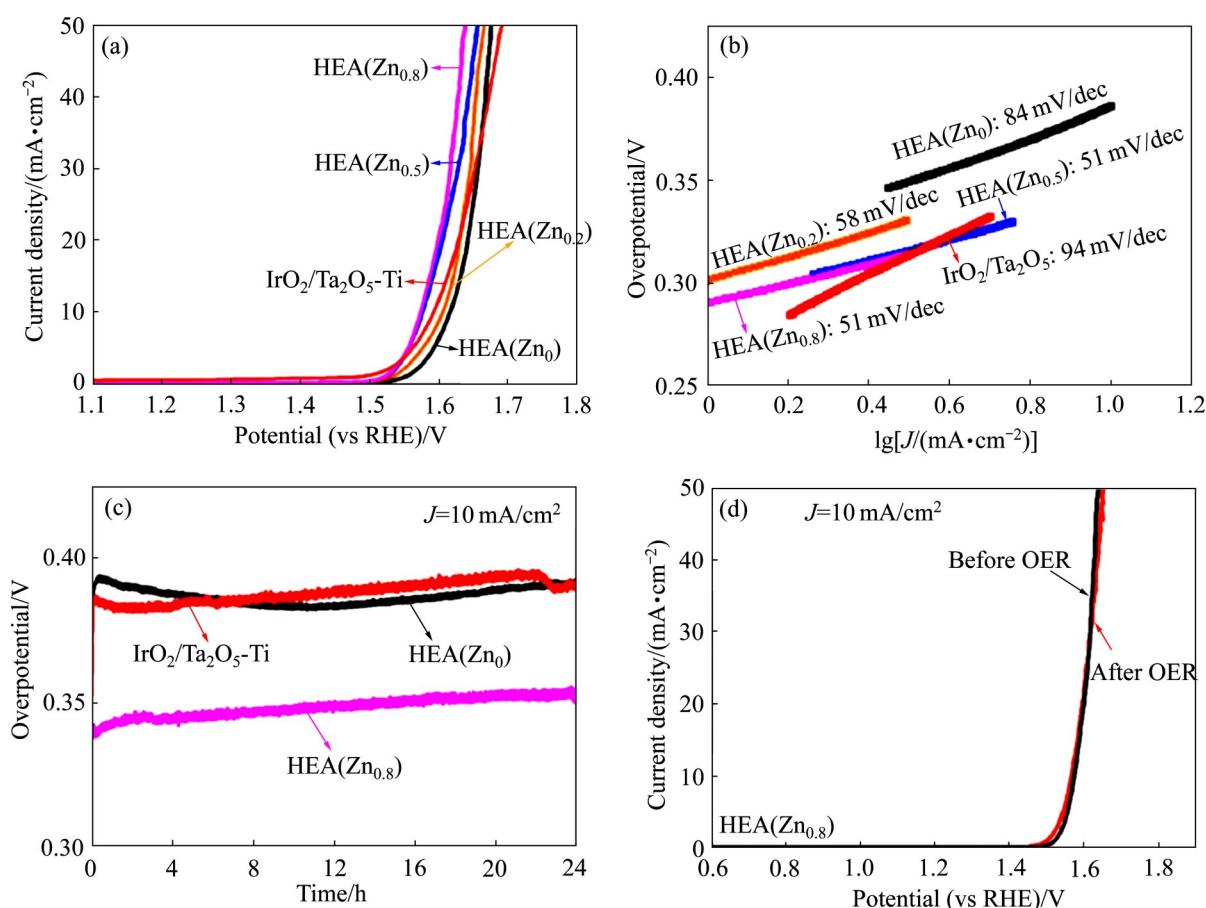 (a)
50
40
30
20
10
0
Current density/(mA•cm⁻²)
HEA(Zn₀.₈)
HEA(Zn₀.₅)
HEA(Zn₀.₂)
IrO₂/Ta₂O₅-Ti
HEA(Zn₀)
1.1 1.2 1.3 1.4 1.5 1.6 1.7 1.8
Potential (vs RHE)/V
(b)
0.40
0.35
0.30
0.25
Overpotential/V
HEA(Zn₀): 84 mV/dec
HEA(Zn₀.₅): 51 mV/dec
HEA(Zn₀.₂): 58 mV/dec
IrO₂/Ta₂O₅: 94 mV/dec
HEA(Zn₀.₈): 51 mV/dec
0 0.2 0.4 0.6 0.8 1.0 1.2
lg[J/(mA•cm⁻²)]
(c)
J=10 mA/cm²
0.40
0.35
0.30
Overpotential/V
IrO₂/Ta₂O₅-Ti
HEA(Zn₀)
HEA(Zn₀.₈)
0 4 8 12 16 20 24
Time/h
(d)
J=10 mA/cm²
50
40
30
20
10
0
Current density/(mA•cm⁻²)
Before OER
After OER
HEA(Zn₀.₈)
0.6 0.8 1.0 1.2 1.4 1.6 1.8
Potential (vs RHE)/V